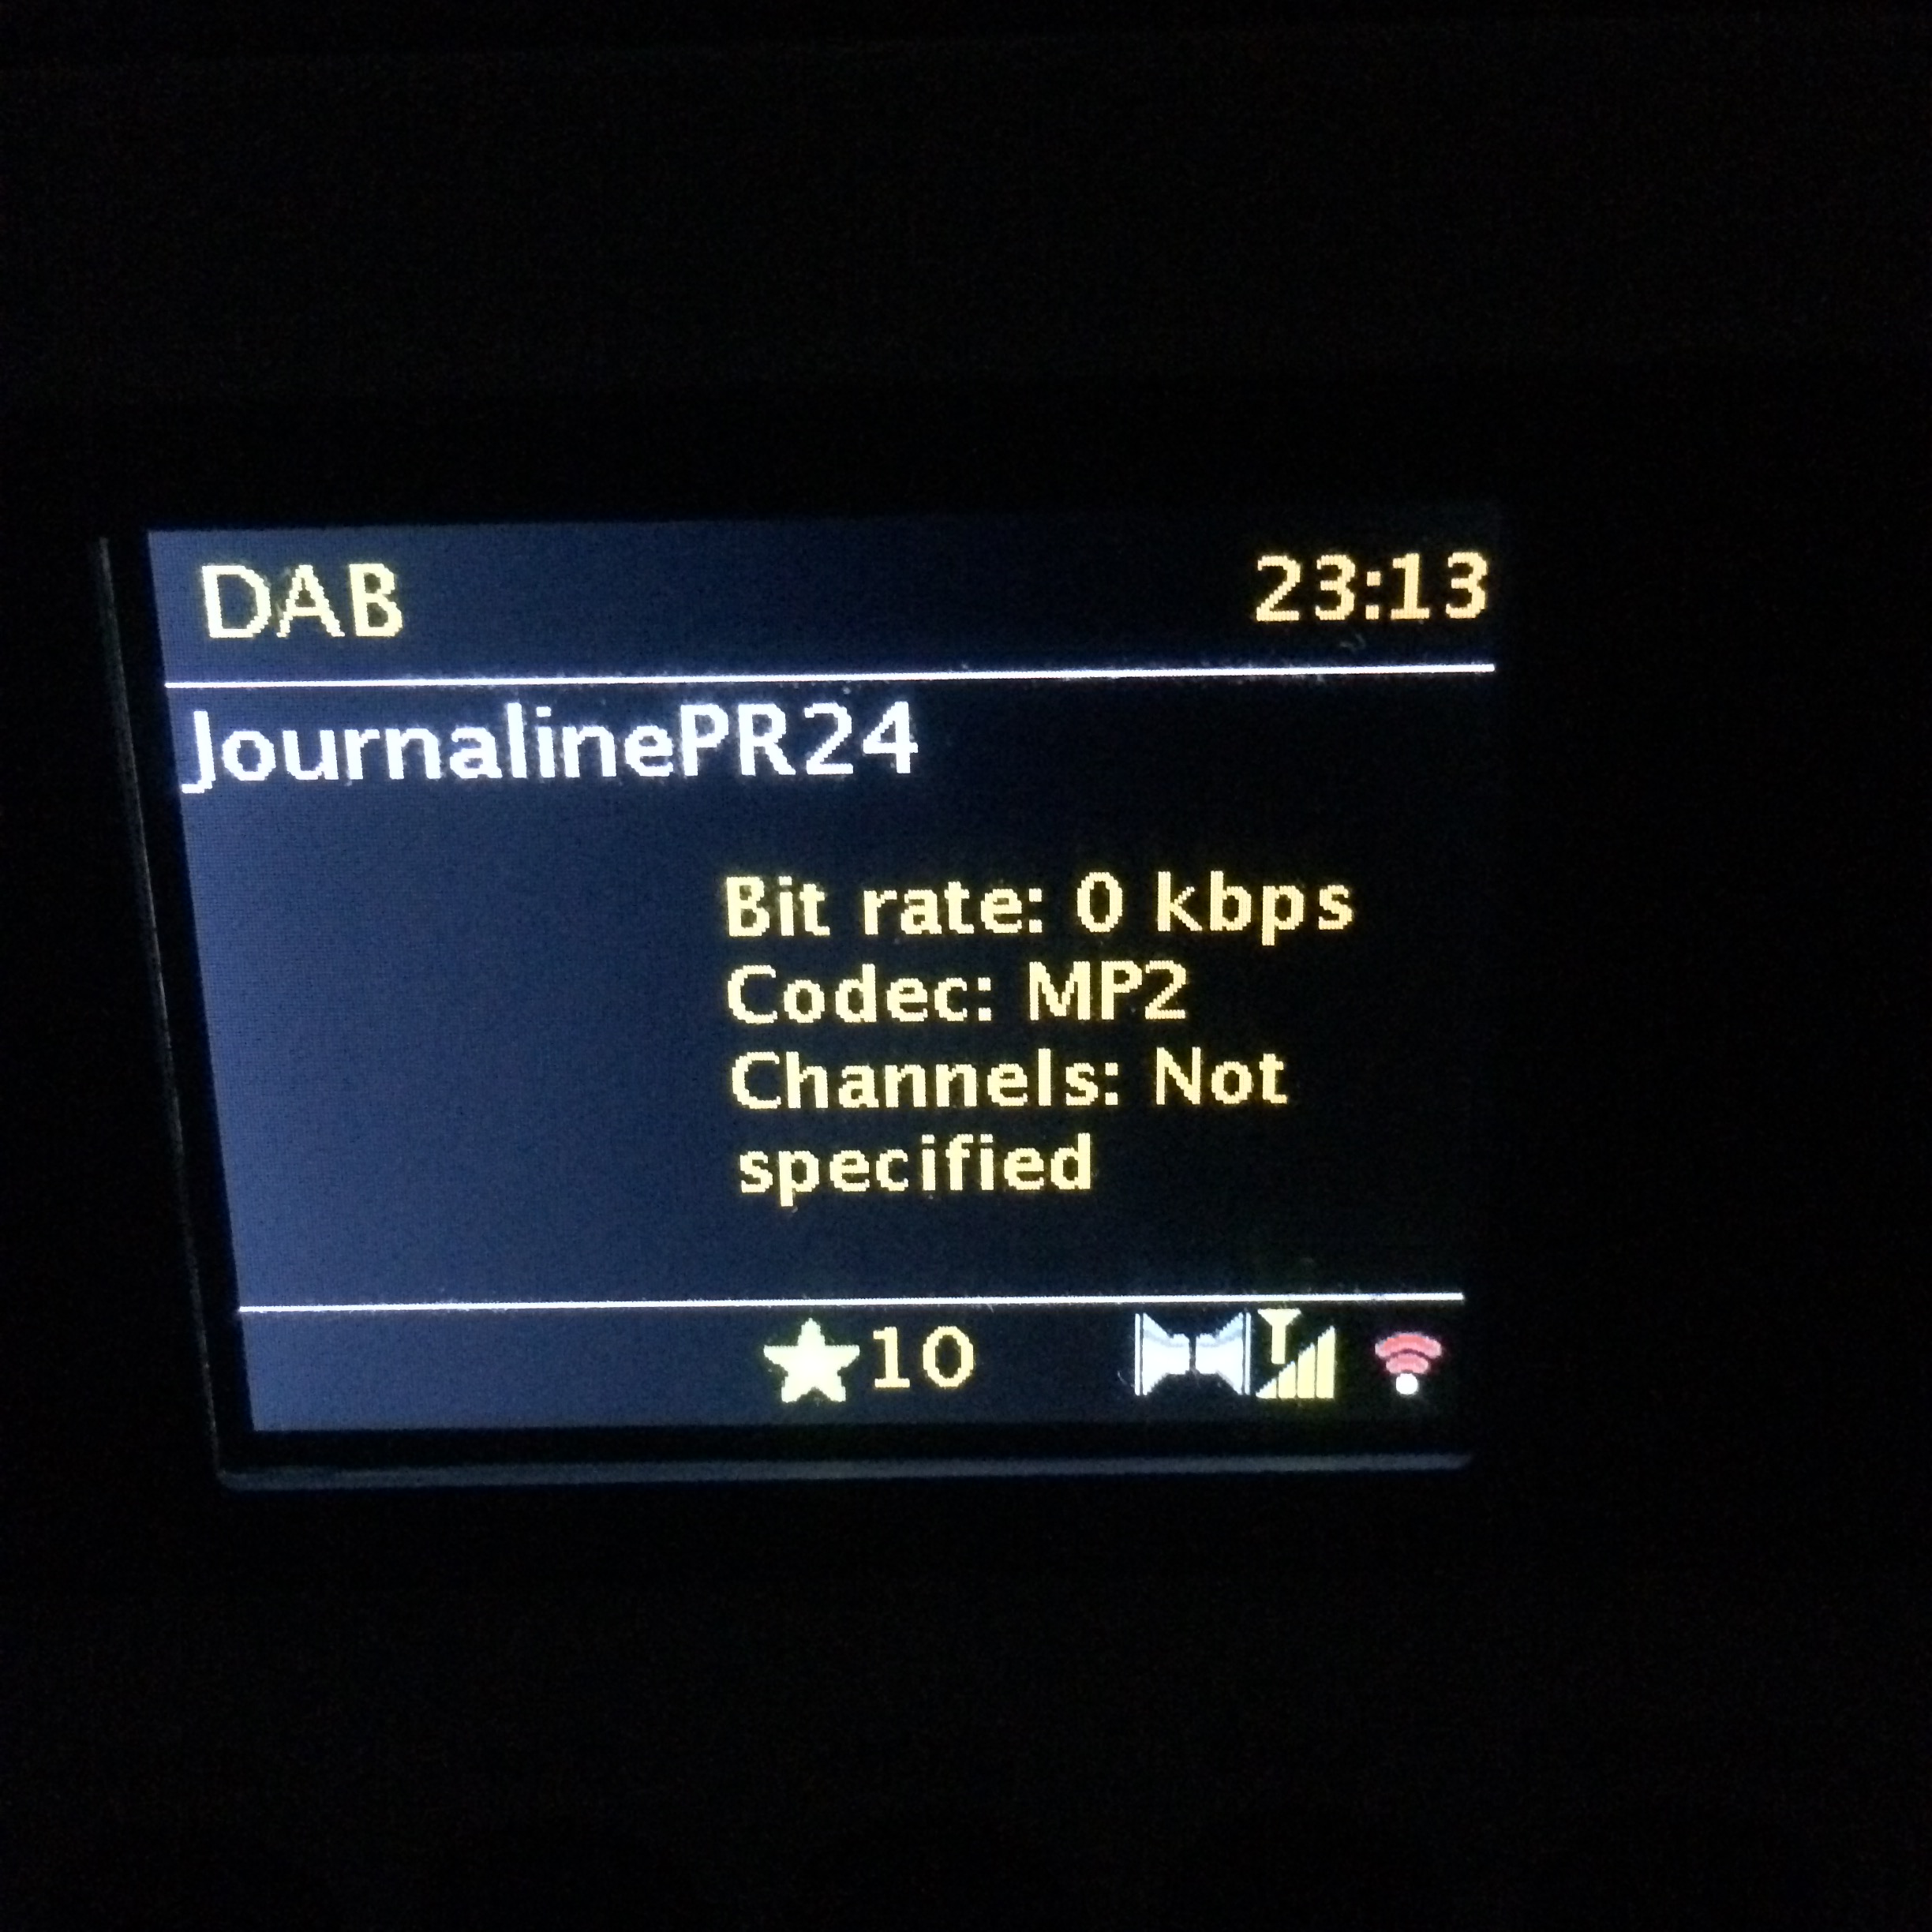 DAB 23:13
JournalinePR24
Bit rate: 0 kbps
Codec: MP2
Channels: Not
specified
10